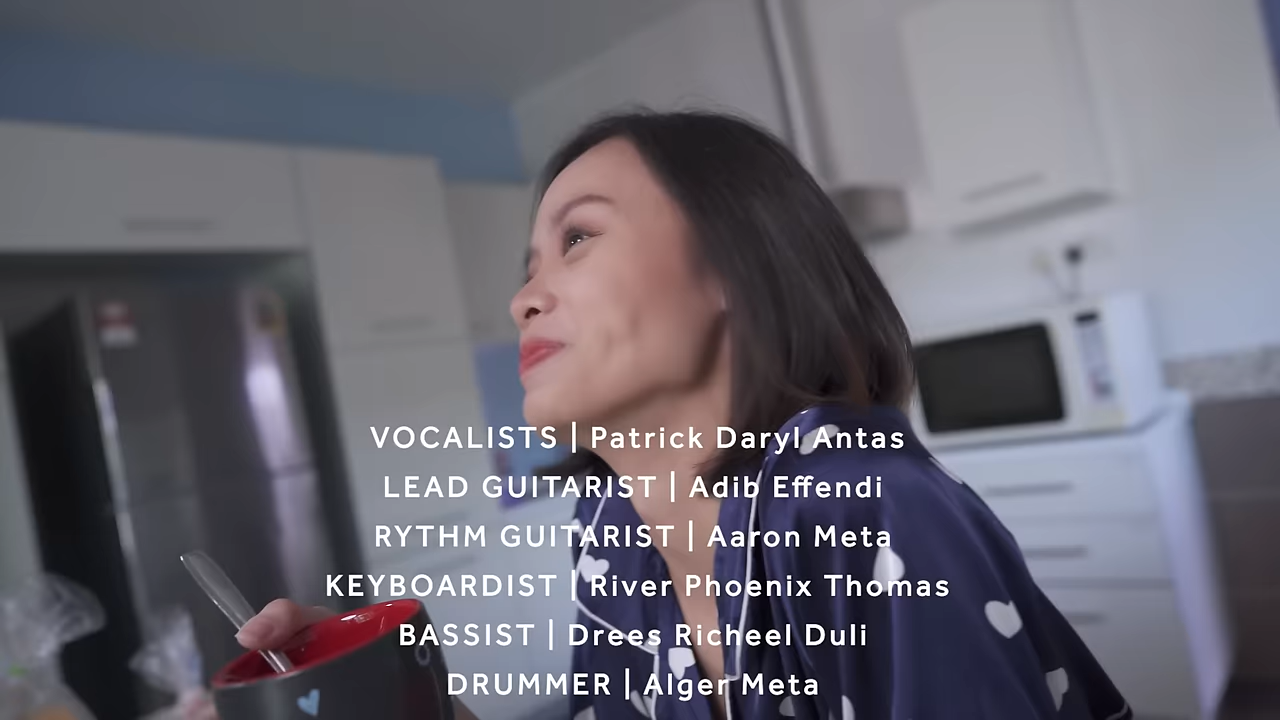 VOCALISTS | Patrick Daryl Antas
LEAD GUITARIST | Adib Effendi
RYTHM GUITARIST | Aaron Meta
KEYBOARDIST | River Phoenix Thomas
BASSIST | Drees Richeel Duli
DRUMMER | Alger Meta